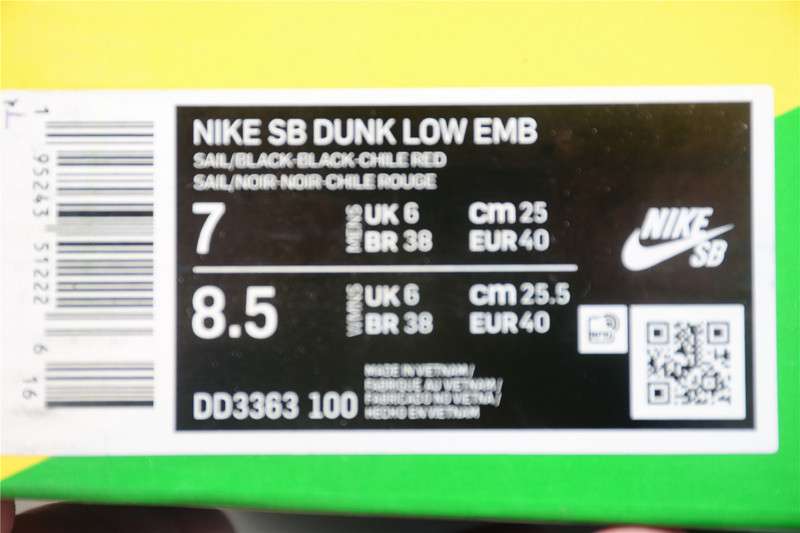 NIKE SB DUNK LOW EMB
SAIL/BLACK-BLACK-CHILE RED
SAIL/NOIR-NOIR-CHILE ROUGE
7
MENS
UK 6
cm 25
BR 38
EUR 40
8.5
WMNS
UK 6
cm 25.5
BR 38
EUR 40
NIKE
SB
DD3363 100
MADE IN VIETNAM/
FABRIQUE AU VIETNAM/
FABRICADO NO VIETNA/
HECHO EN VIETNAM
1 95243 51222 6 16